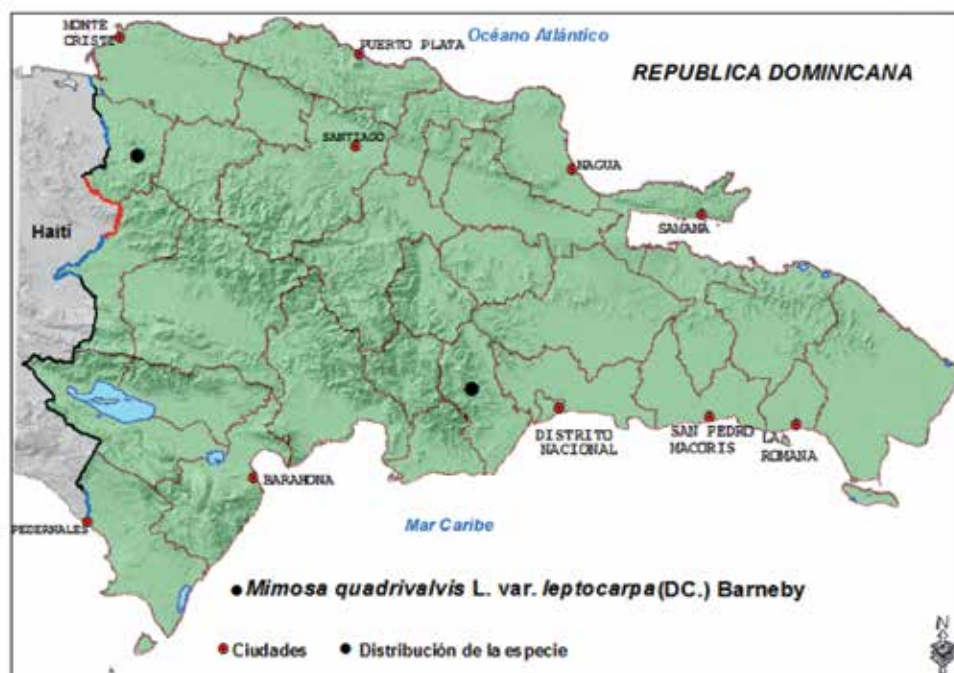 MONTE
CRISTE
PUERTO PLATA
Océano Atlántico
REPUBLICA DOMINICANA
SANTIAGO
NAGUA
SAMANA
Haití
DISTRITO
NACIONAL
SAN PEDRO
MACORIS
LA
ROMANA
BARAHONA
PEDERNALES
Mar Caribe
Mimosa quadrivalvis L. var. leptocarpa(DC.) Barneby
Ciudades
Distribución de la especie
N